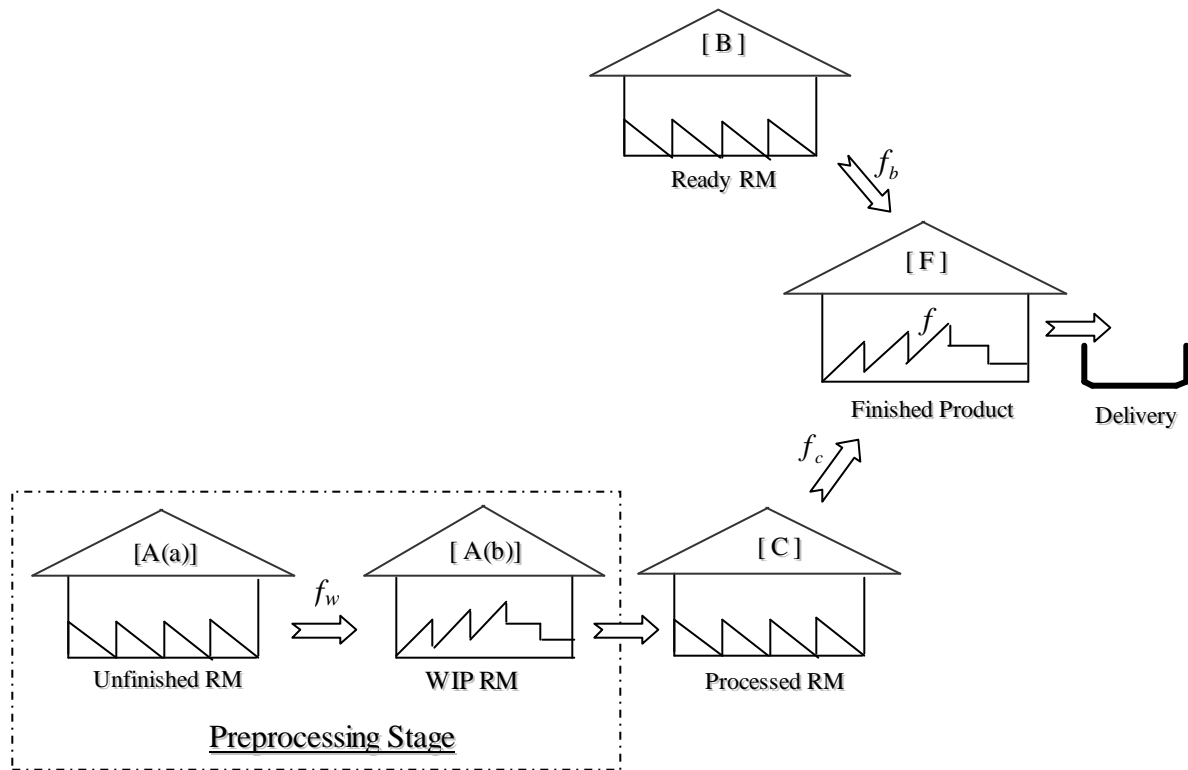 [ B ]
Ready RM
f_b
[ F ]
f
Finished Product
Delivery
f_c
[A(a)]
f_w
[ A(b)]
[ C ]
Unfinished RM
WIP RM
Processed RM
Preprocessing Stage